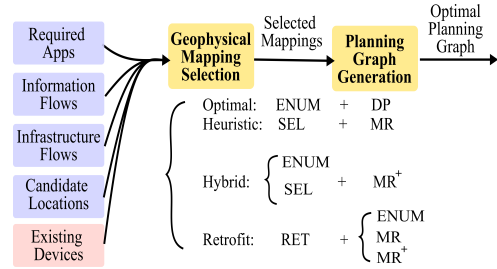 Required
Apps
Information
Flows
Infrastructure
Flows
Candidate
Locations
Existing
Devices
Geophysical
Mapping
Selection
Selected
Mappings
Planning
Graph
Generation
Optimal
Planning
Graph
Optimal: ENUM + DP
Heuristic: SEL + MR
Hybrid: { ENUM SEL + MR+
Retrofit: RET + { ENUM MR MR+